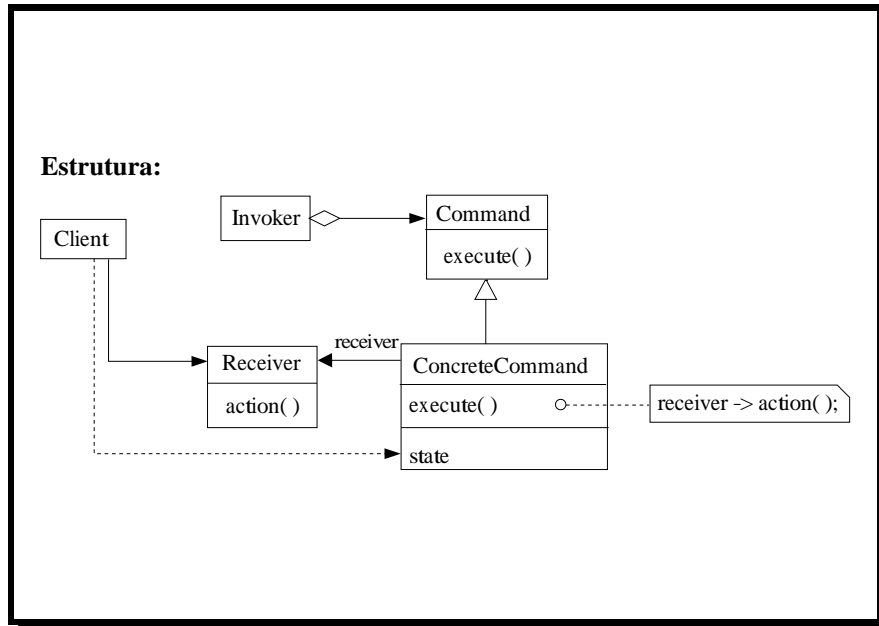 Estrutura:
Invoker
Command
execute( )
Client
receiver
Receiver
action( )
ConcreteCommand
execute( )
state
receiver -> action( );